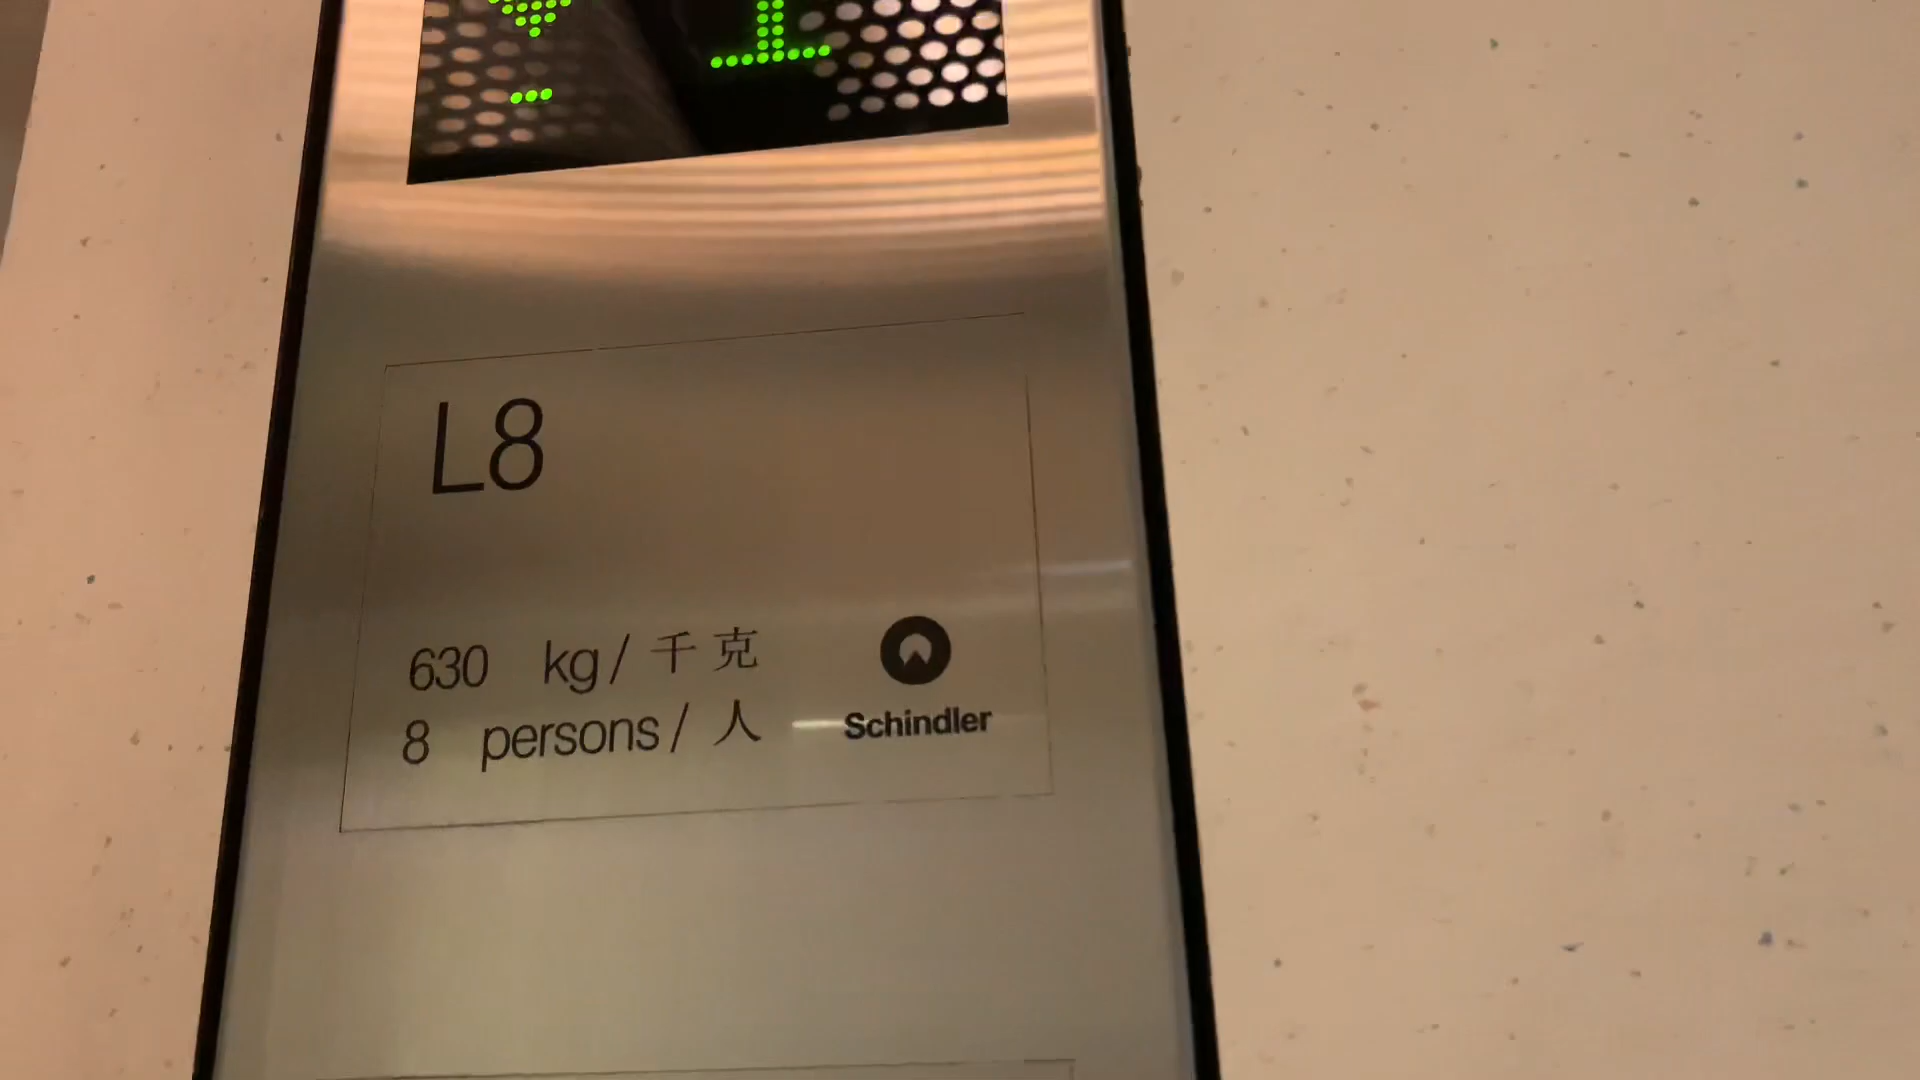 L8
630 kg/千克
8 persons/人
Schindler